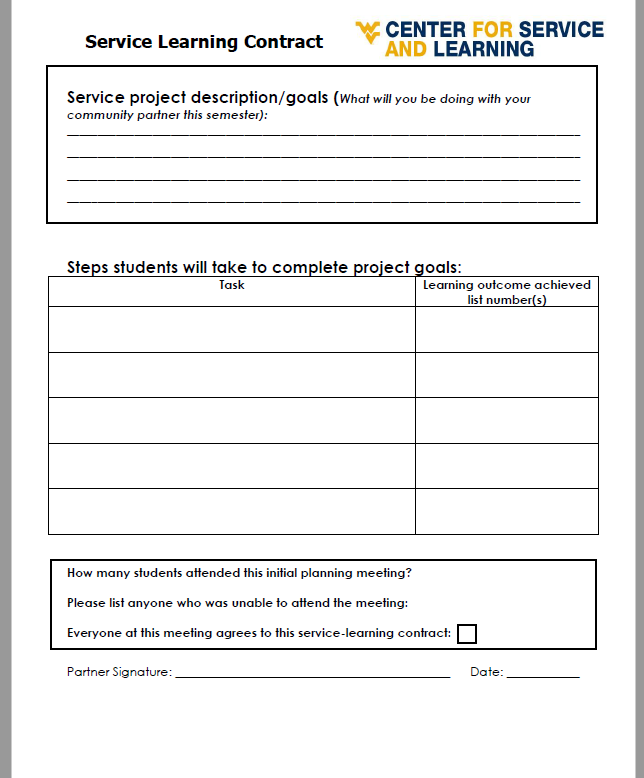 Service Learning Contract
CENTER FOR SERVICE
AND LEARNING
Service project description/goals (What will you be doing with your
community partner this semester):
Steps students will take to complete project goals:
Task
Learning outcome achieved
list number(s)
How many students attended this initial planning meeting?
Please list anyone who was unable to attend the meeting:
Everyone at this meeting agrees to this service-learning contract:
Partner Signature: ____________________ Date: __________